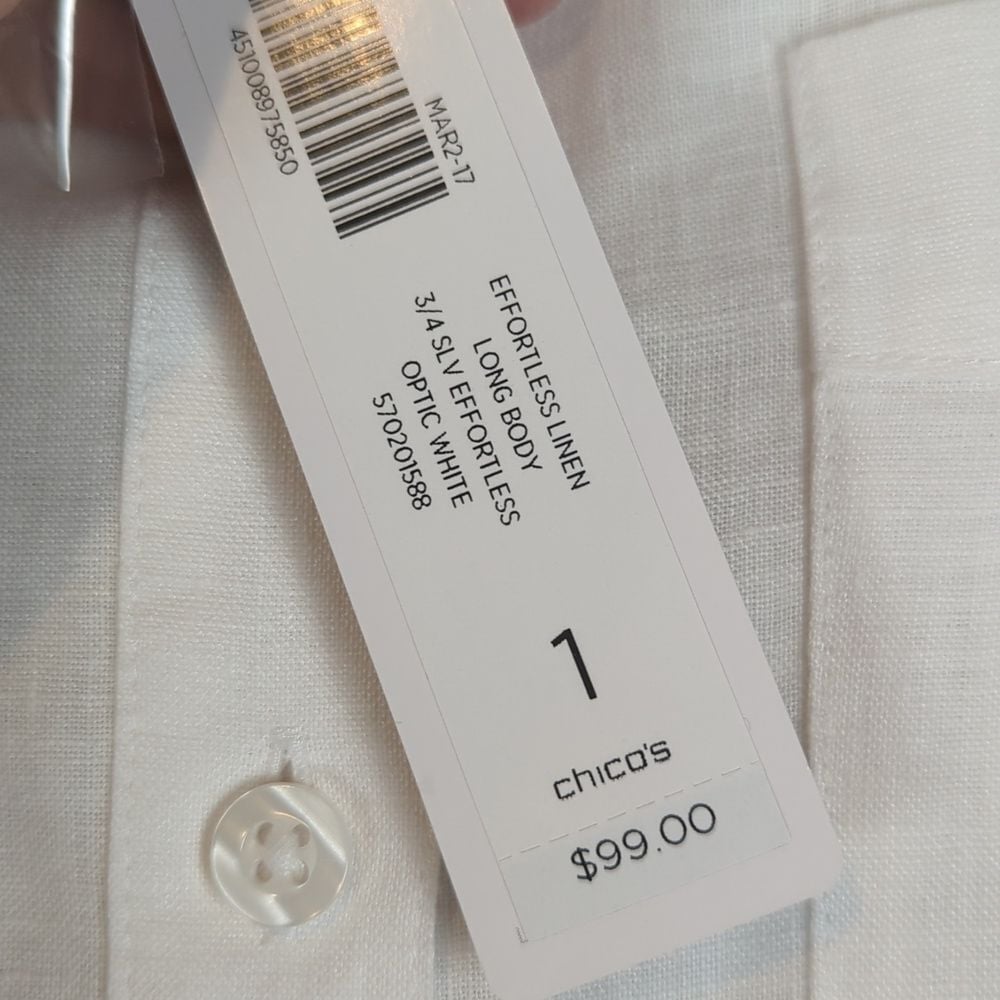 451008975850
MAR2-17
EFFORTLESS LINEN
LONG BODY
3/4 SLV EFFORTLESS
OPTIC WHITE
570201588
1
chico's
$99.00